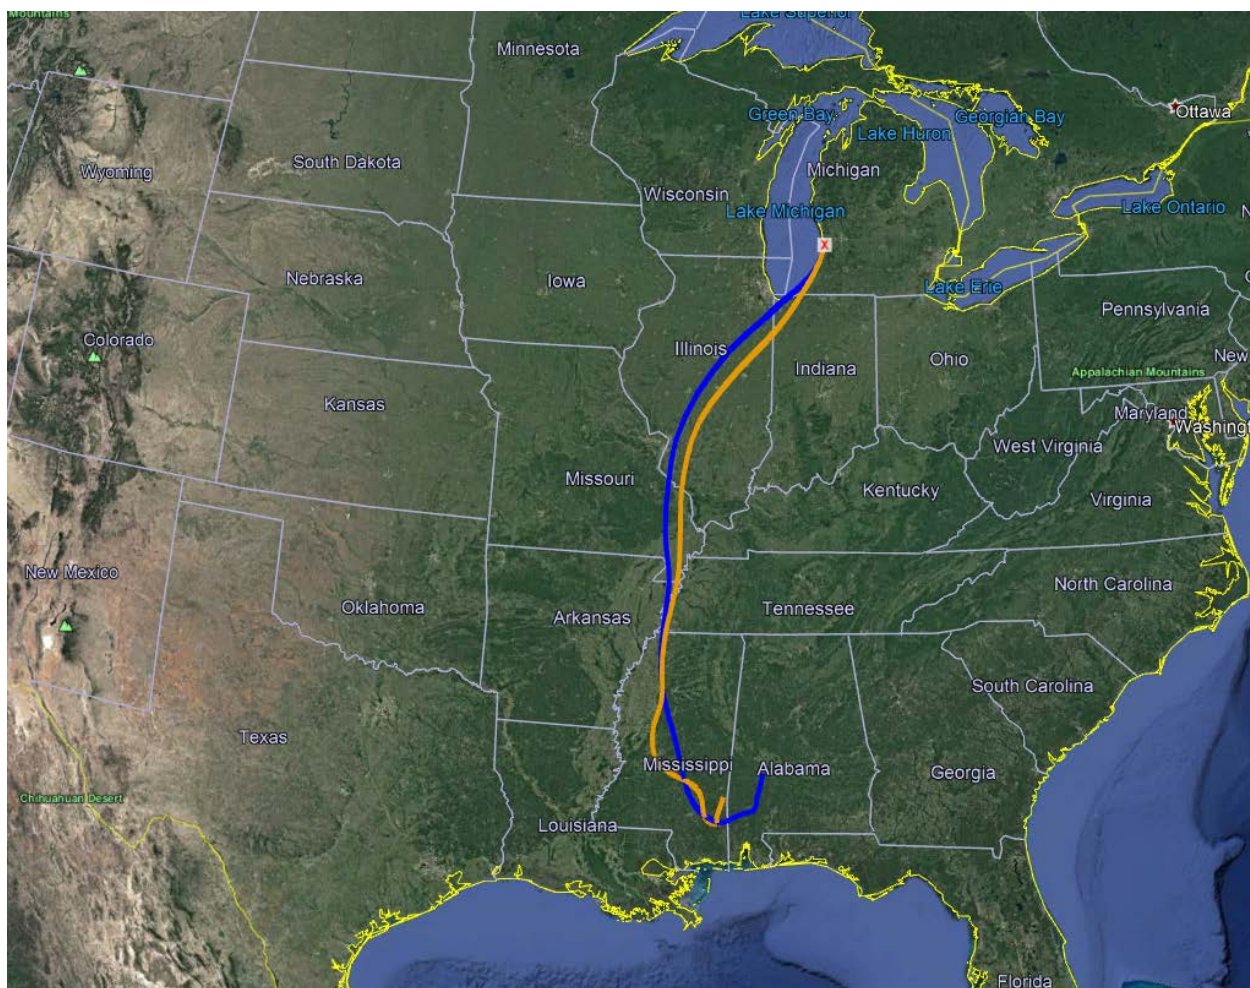 Mountains
Lake Superior
Minnesota
Ottawa
Green Bay
Georgian Bay
Lake Huron
Wyoming
South Dakota
Michigan
Wisconsin
Lake Michigan
Lake Ontario
X
Nebraska
Iowa
Lake Erie
Pennsylvania
Colorado
Illinois
Indiana
Ohio
New
Appalachian Mountains
Kansas
Maryland
Washingt
West Virginia
Missouri
Kentucky
Virginia
New Mexico
North Carolina
Oklahoma
Arkansas
Tennessee
South Carolina
Texas
Mississippi
Alabama
Georgia
Chihuahuan Desert
Louisiana
Florida